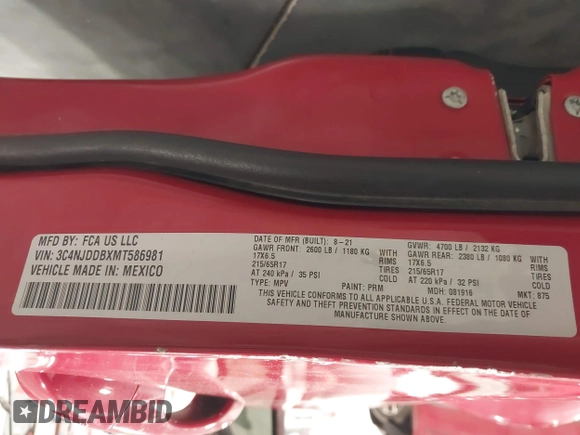 MFD BY: FCA US LLC
VIN: 3C4NJDDBXMT586981
VEHICLE MADE IN: MEXICO
DATE OF MFR (BUILT): 8-21
GAWR FRONT: 2600 LB / 1180 KG WITH
17X6.5 RIMS
215/65R17 TIRES
AT 240 kPa / 35 PSI COLD
TYPE: MPV PAINT: PRM
GVWR: 4700 LB / 2132 KG
GAWR REAR: 2380 LB / 1080 KG WITH
17X6.5 RIMS
215/65R17 TIRES
AT 220 kPa / 32 PSI COLD
MDH: 081916 MKT: 875
THIS VEHICLE CONFORMS TO ALL APPLICABLE U.S.A. FEDERAL MOTOR VEHICLE
SAFETY AND THEFT PREVENTION STANDARDS IN EFFECT ON THE DATE OF
MANUFACTURE SHOWN ABOVE.
DREAMBID